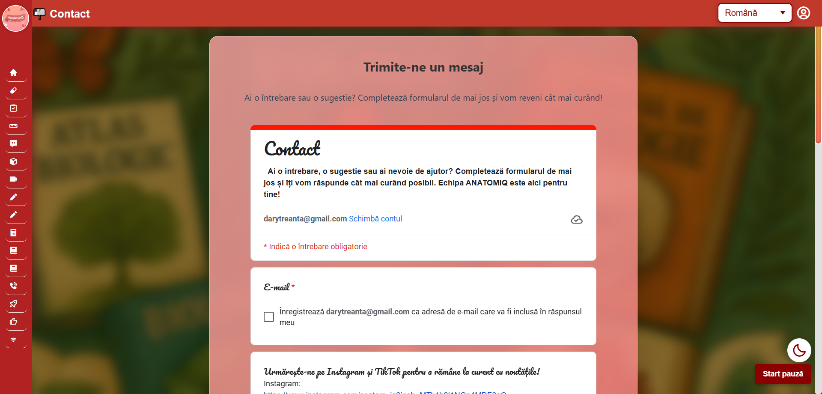 Contact
Română
Trimite-ne un mesaj
Ai o întrebare sau o sugestie? Completează formularul de mai jos și vom reveni cât mai curând!
Contact
Ai o întrebare, o sugestie sau ai nevoie de ajutor? Completează formularul de mai
jos și îți vom răspunde cât mai curând posibil. Echipa ANATOMIQ este aici pentru
tine!
darytreanta@gmail.com Schimbă contul
* Indică o întrebare obligatorie
E-mail *
Înregistrează darytreanta@gmail.com ca adresă de e-mail care va fi inclusă în răspunsul
meu
Urmărește-ne pe Instagram și TikTok pentru a rămâne la curent cu noutățile!
Instagram:
Start pauză
ATLAS
BIOLOGIE